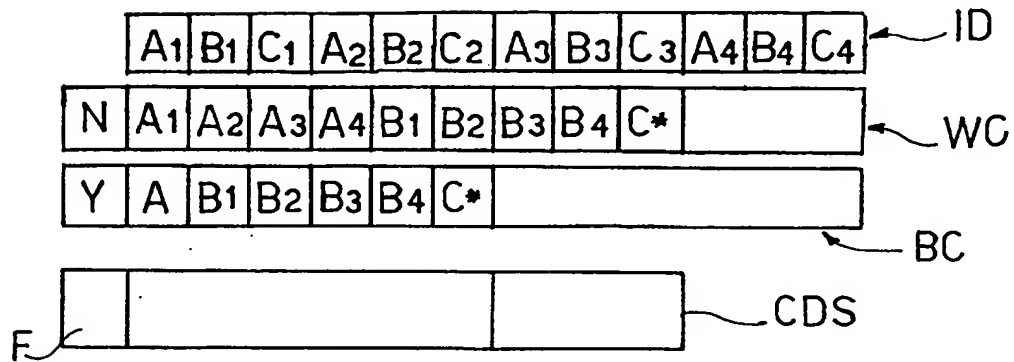 A1 B1 C1 A2 B2 C2 A3 B3 C3 A4 B4 C4 ID
N A1 A2 A3 A4 B1 B2 B3 B4 C* WC
Y A B1 B2 B3 B4 C*
BC
F CDS